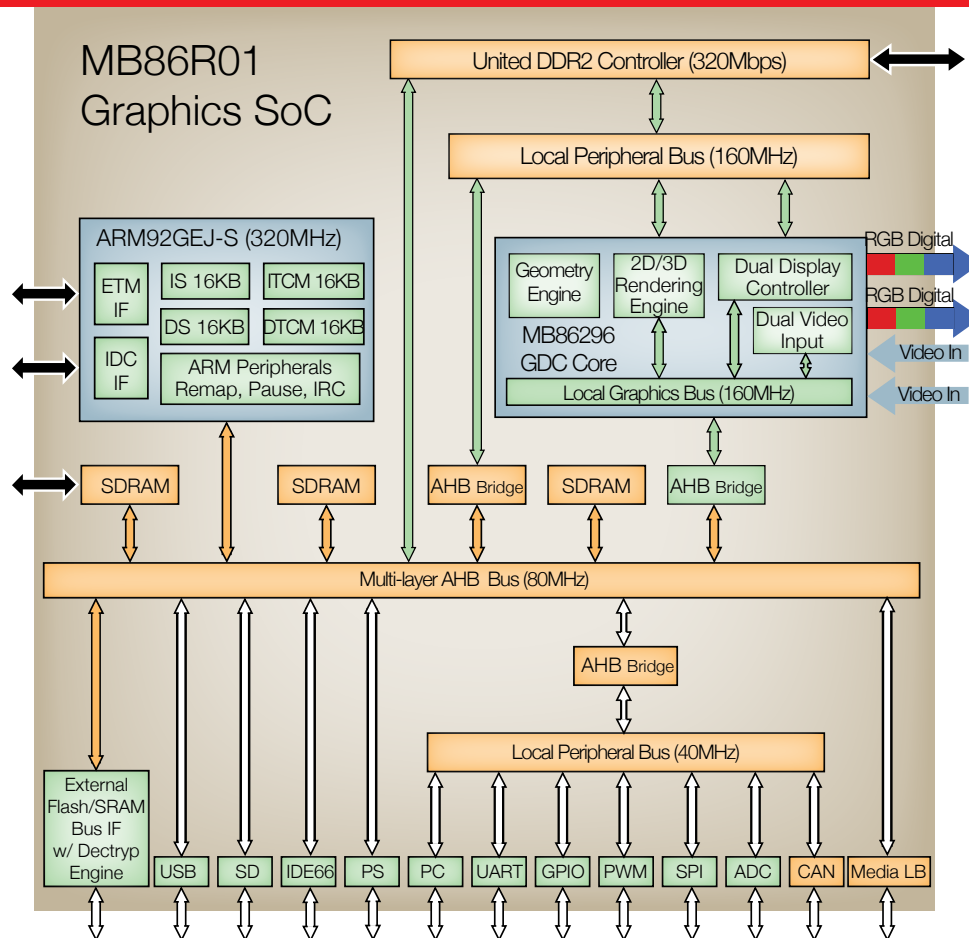 MB86R01
Graphics SoC
United DDR2 Controller (320Mbps)
Local Peripheral Bus (160MHz)
ARM92GEJ-S (320MHz)
ETM
IF
IS 16KB
ITCM 16KB
DS 16KB
DTCM 16KB
IDC
IF
ARM Peripherals
Remap, Pause, IRC
Geometry
Engine
2D/3D
Rendering
Engine
Dual Display
Controller
Dual Video
Input
MB86296
GDC Core
Local Graphics Bus (160MHz)
RGB Digital
RGB Digital
Video In
Video In
SDRAM
SDRAM
AHB Bridge
SDRAM
AHB Bridge
Multi-layer AHB Bus (80MHz)
AHB Bridge
Local Peripheral Bus (40MHz)
External
Flash/SRAM
Bus IF
w/ Dectryp
Engine
USB
SD
IDE66
PS
PC
UART
GPIO
PWM
SPI
ADC
CAN
Media LB